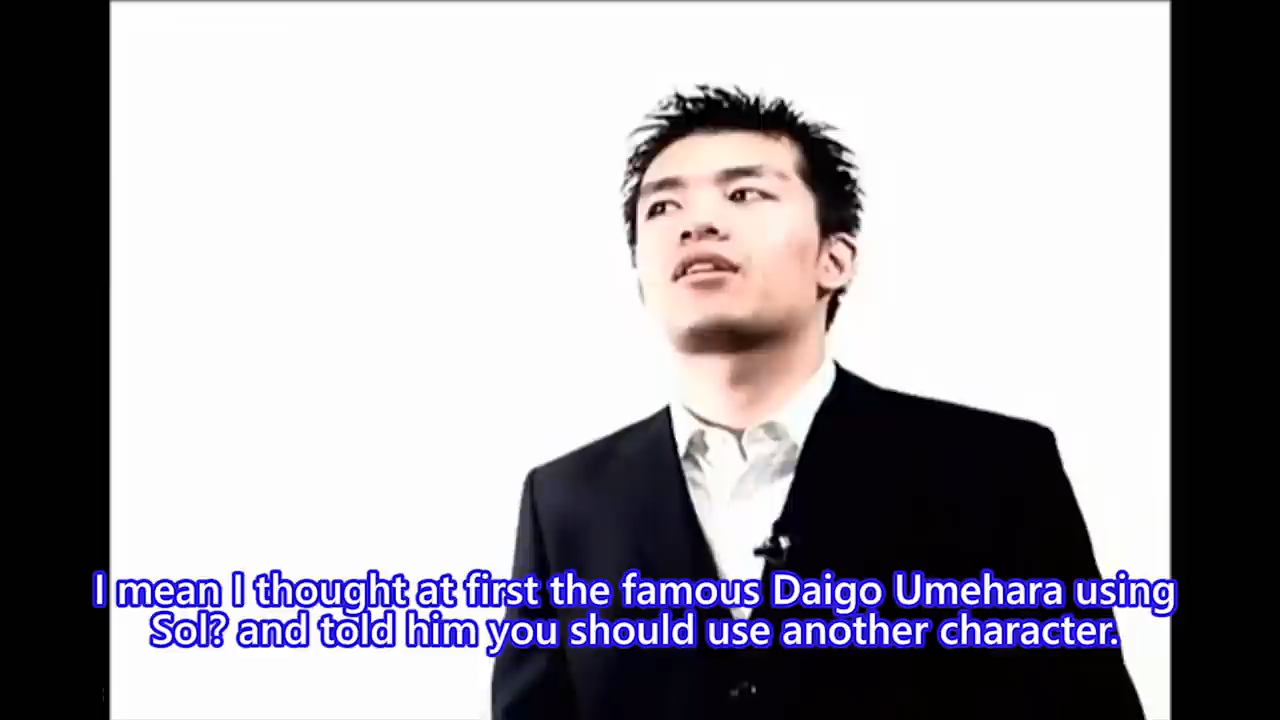 I mean I thought at first the famous Daigo Umehara using
Sol? and told him you should use another character.